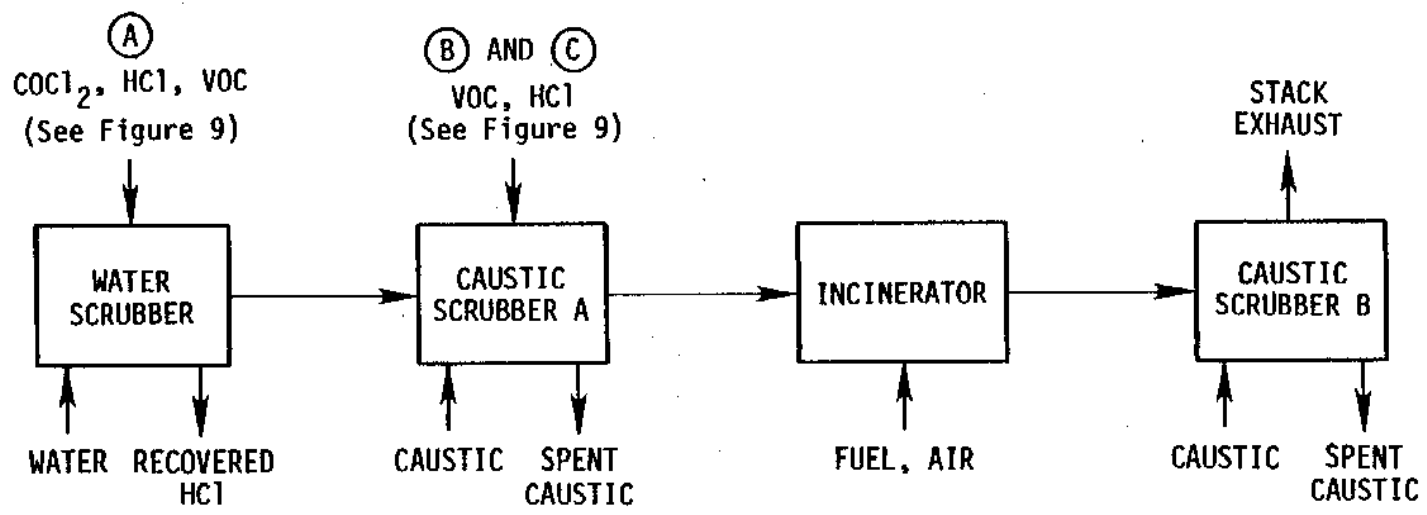 A
COCl2, HCl, VOC
(See Figure 9)
B AND C
VOC, HCl
(See Figure 9)
STACK
EXHAUST
WATER
SCRUBBER
CAUSTIC
SCRUBBER A
INCINERATOR
CAUSTIC
SCRUBBER B
WATER
RECOVERED
HCl
CAUSTIC
SPENT
CAUSTIC
FUEL, AIR
CAUSTIC
SPENT
CAUSTIC